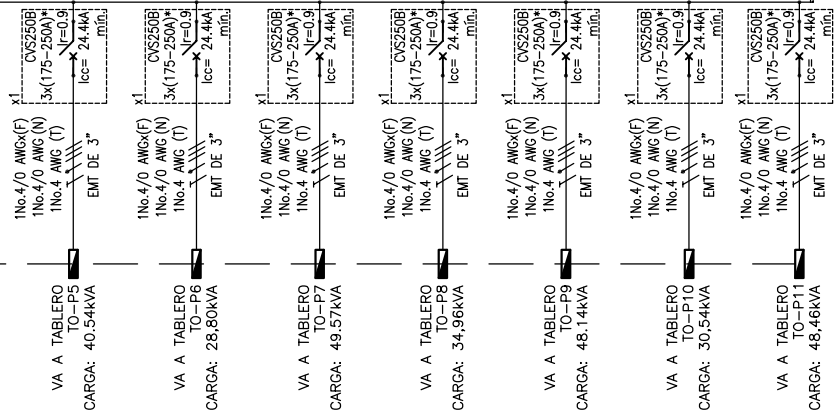 x1
CVS250B
3x(175-250A)*
Ir=0.9
Icc= 24.4kA
mín.
1No.4/0 AWGx(F)
1No.4/0 AWG (N)
1No.4 AWG (T)
EMT DE 3"
VA A TABLERO
TO-P5
CARGA: 40.54kVA
x1
CVS250B
3x(175-250A)*
Ir=0.9
Icc= 24.4kA
mín.
1No.4/0 AWGx(F)
1No.4/0 AWG (N)
1No.4 AWG (T)
EMT DE 3"
VA A TABLERO
TO-P6
CARGA: 28,80kVA
x1
CVS250B
3x(175-250A)*
Ir=0.9
Icc= 24.4kA
mín.
1No.4/0 AWGx(F)
1No.4/0 AWG (N)
1No.4 AWG (T)
EMT DE 3"
VA A TABLERO
TO-P7
CARGA: 49.57kVA
x1
CVS250B
3x(175-250A)*
Ir=0.9
Icc= 24.4kA
mín.
1No.4/0 AWGx(F)
1No.4/0 AWG (N)
1No.4 AWG (T)
EMT DE 3"
VA A TABLERO
TO-P8
CARGA: 34,96kVA
x1
CVS250B
3x(175-250A)*
Ir=0.9
Icc= 24.4kA
mín.
1No.4/0 AWGx(F)
1No.4/0 AWG (N)
1No.4 AWG (T)
EMT DE 3"
VA A TABLERO
TO-P9
CARGA: 48.14kVA
x1
CVS250B
3x(175-250A)*
Ir=0.9
Icc= 24.4kA
mín.
1No.4/0 AWGx(F)
1No.4/0 AWG (N)
1No.4 AWG (T)
EMT DE 3"
VA A TABLERO
TO-P10
CARGA: 30,54kVA
x1
CVS250B
3x(175-250A)*
Ir=0.9
Icc= 24.4kA
mín.
1No.4/0 AWGx(F)
1No.4/0 AWG (N)
1No.4 AWG (T)
EMT DE 3"
VA A TABLERO
TO-P11
CARGA: 48,46kVA